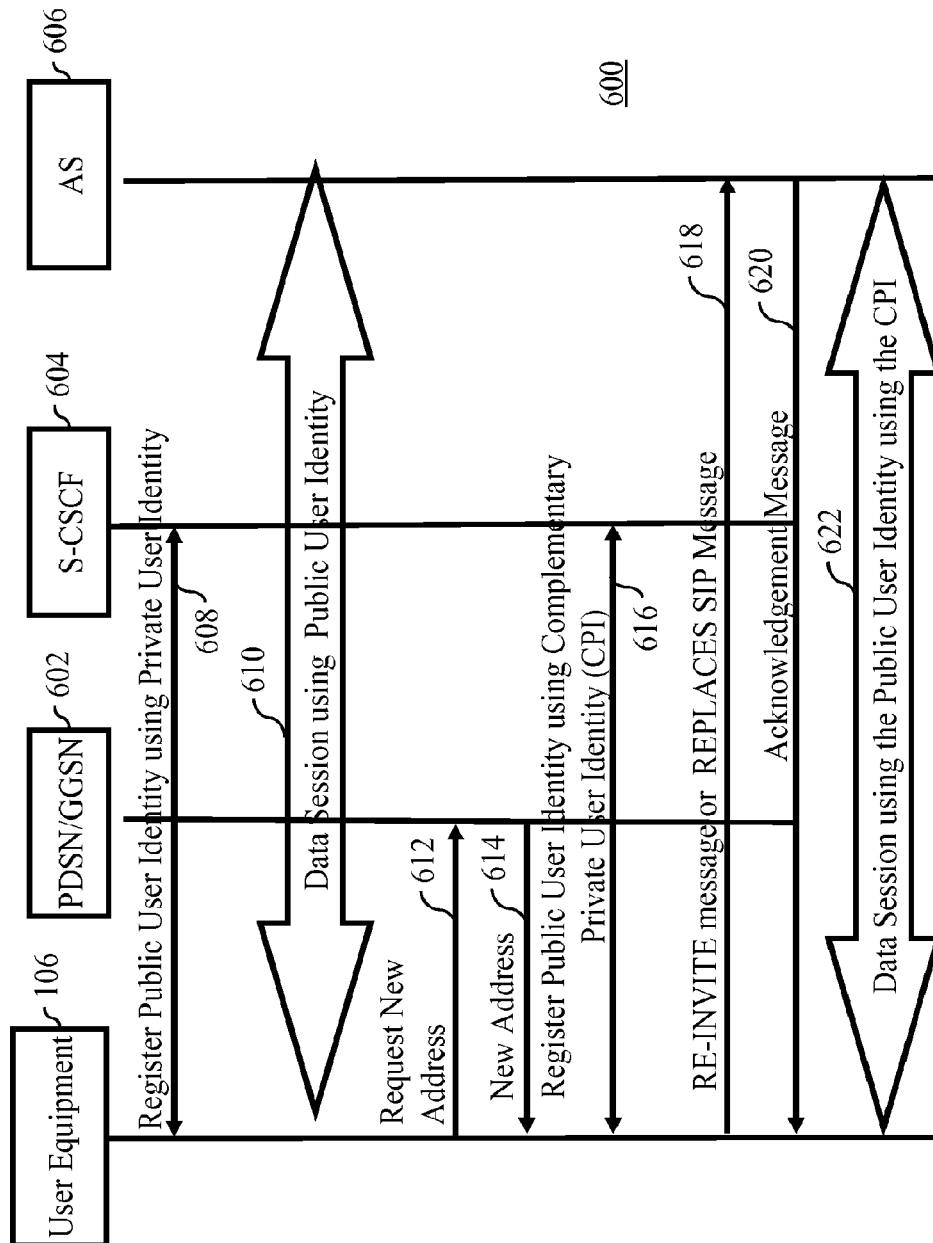 User Equipment
106
PDSN/GGSN
602
S-CSCF
604
AS
606
Register Public User Identity using Private User Identity
608
610
Data Session using Public User Identity
Request New
Address
612
New Address
614
Register Public User Identity using Complementary
Private User Identity (CPI)
616
RE-INVITE message or REPLACES SIP Message
618
Acknowledgement Message
620
622
Data Session using the Public User Identity using the CPI
600